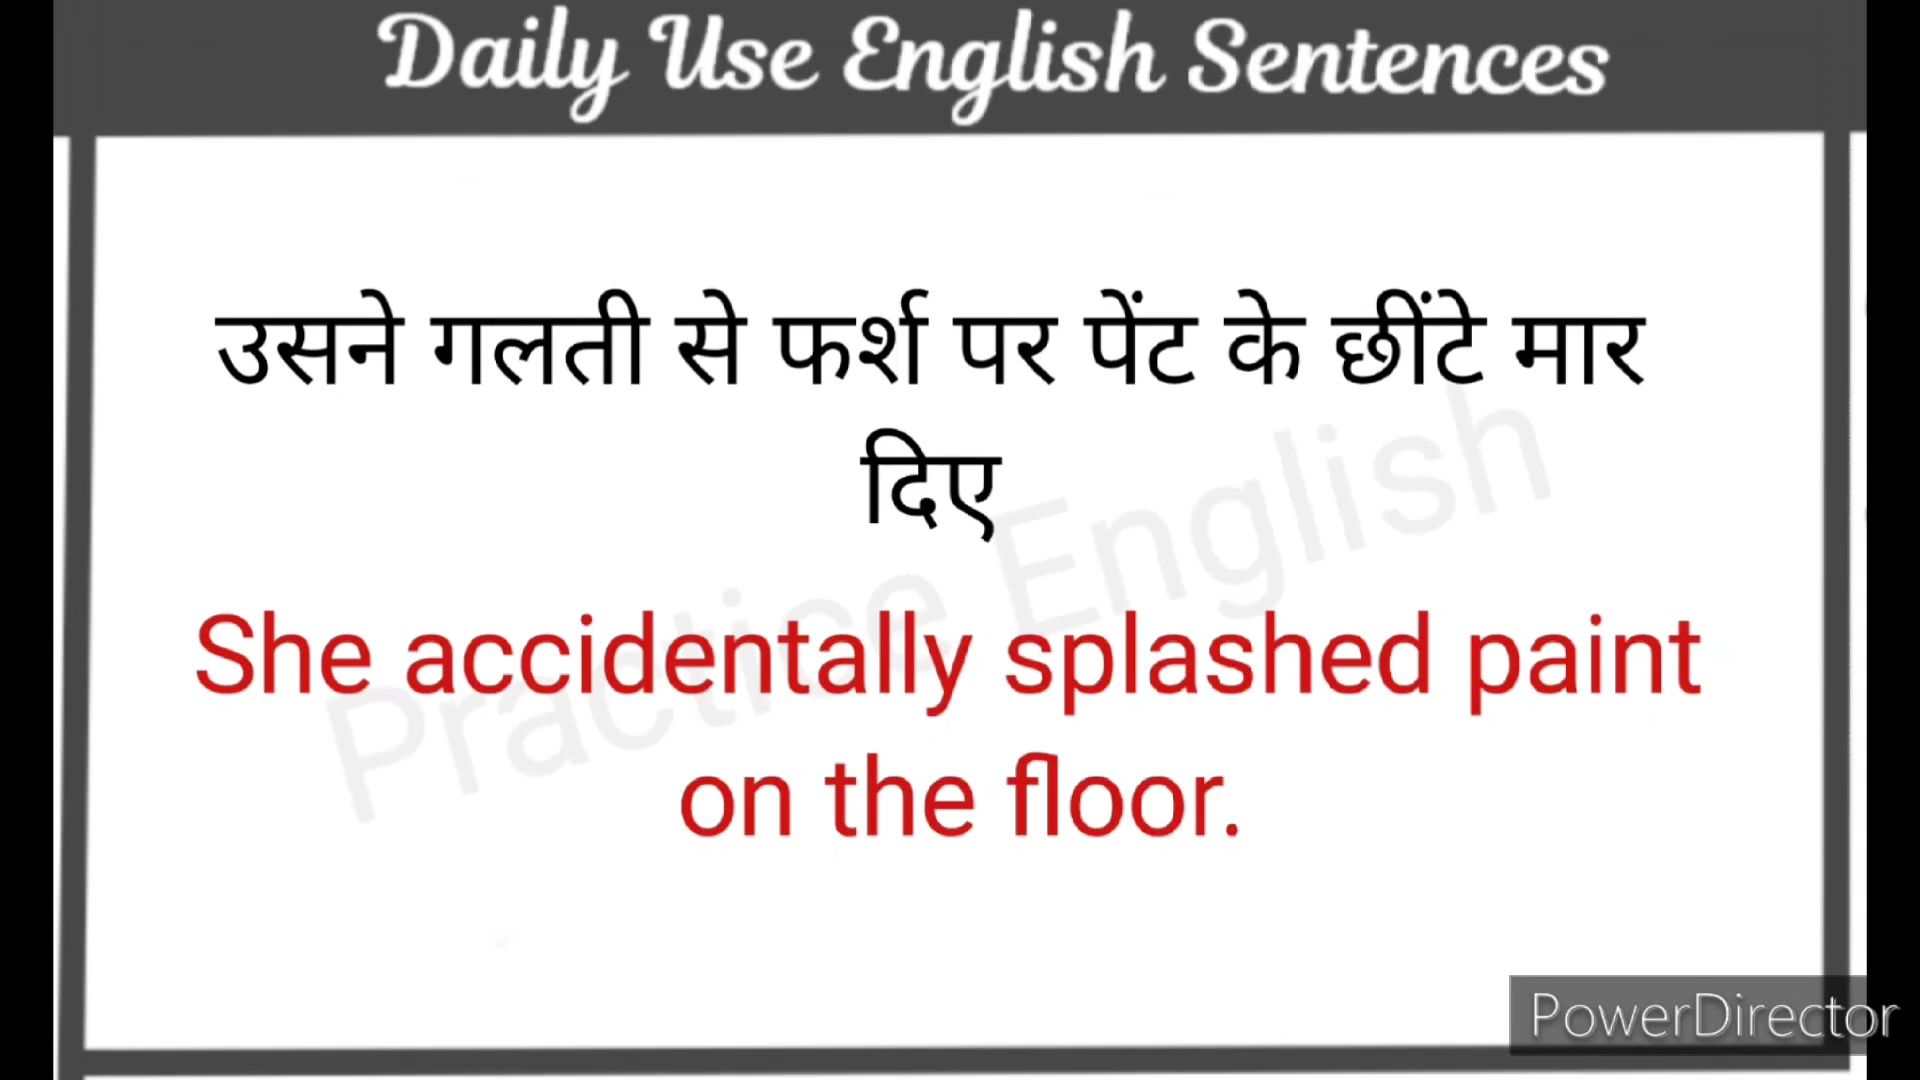 Daily Use English Sentences
उसने गलती से फर्श पर पेंट के छींटे मार
दिए
Practice English
She accidentally splashed paint
on the floor.
PowerDirector